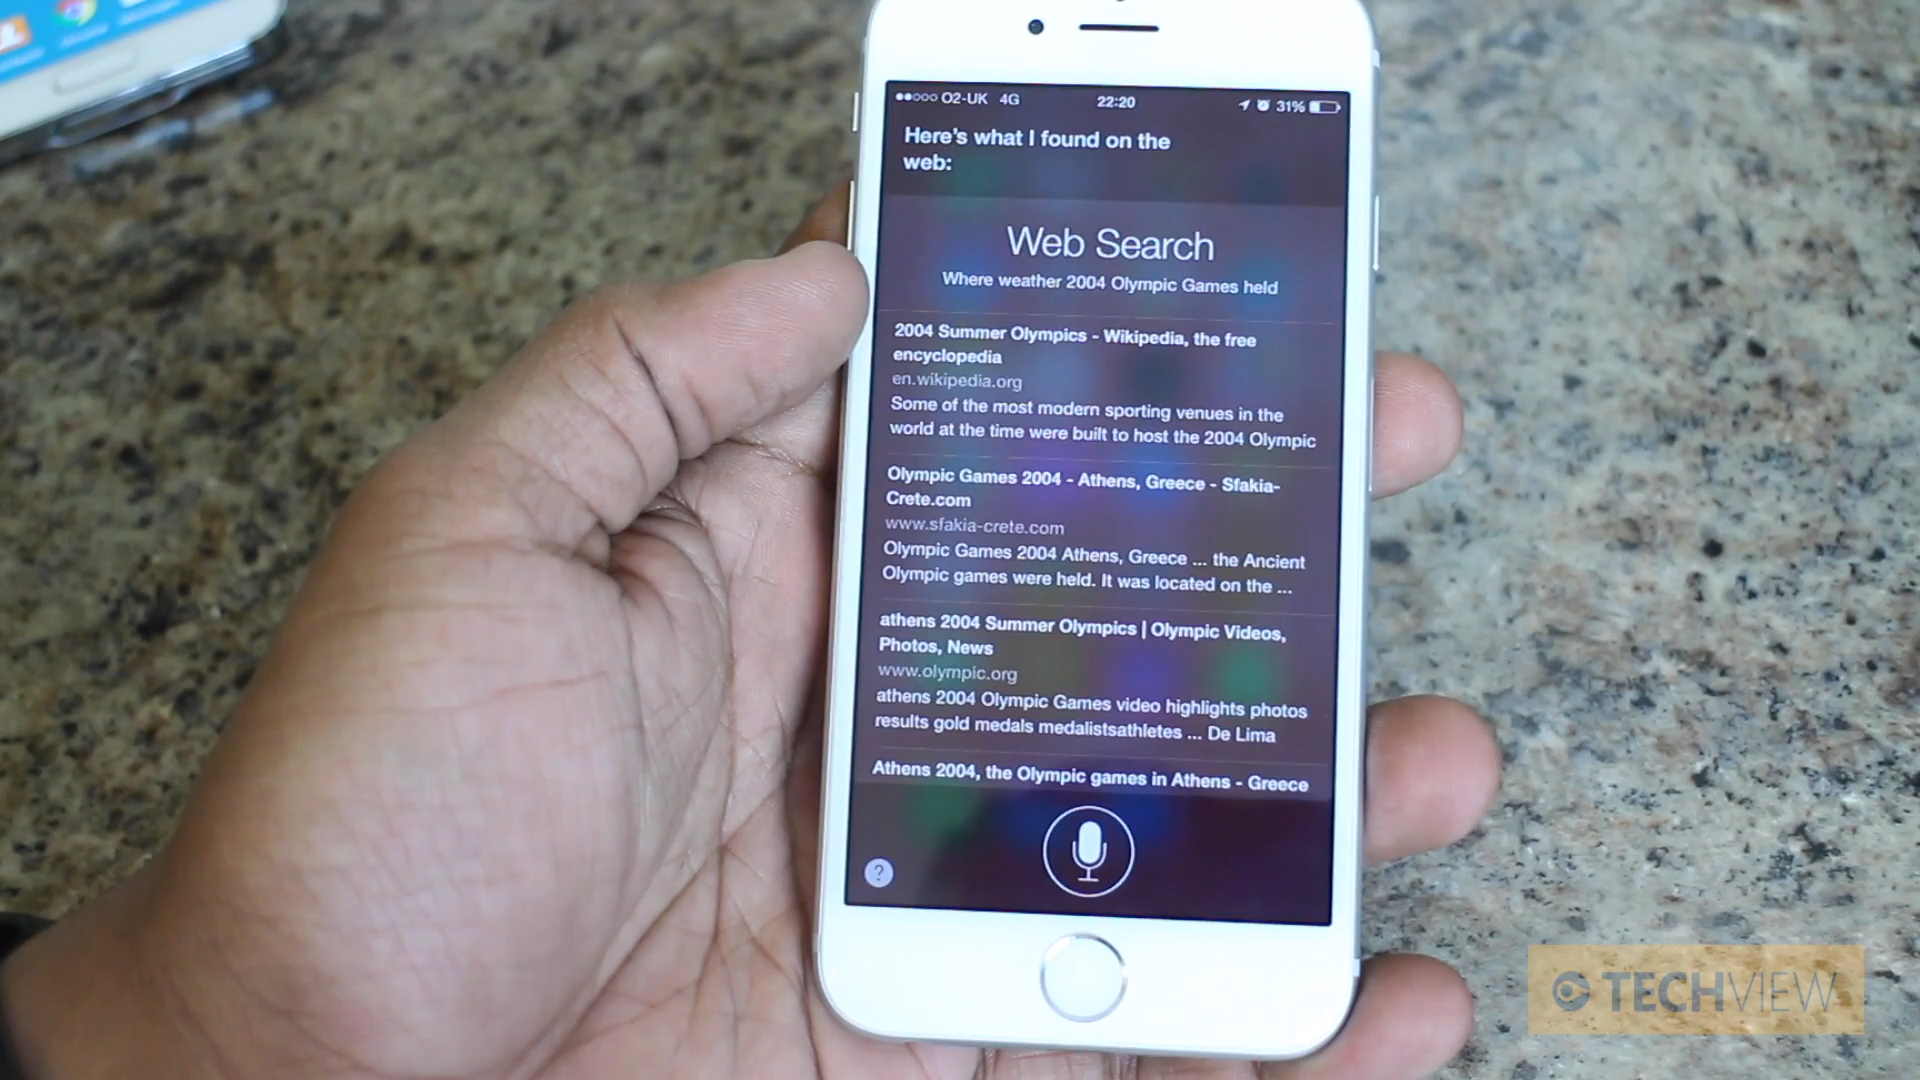 ●●○○○ O2-UK 4G 22:20 31%
Here's what I found on the
web:
Web Search
Where weather 2004 Olympic Games held
2004 Summer Olympics - Wikipedia, the free
encyclopedia
en.wikipedia.org
Some of the most modern sporting venues in the
world at the time were built to host the 2004 Olympic
Olympic Games 2004 - Athens, Greece - Sfakia-
Crete.com
www.sfakia-crete.com
Olympic Games 2004 Athens, Greece ... the Ancient
Olympic games were held. It was located on the ...
athens 2004 Summer Olympics | Olympic Videos,
Photos, News
www.olympic.org
athens 2004 Olympic Games video highlights photos
results gold medals medalistsathletes ... De Lima
Athens 2004, the Olympic games in Athens - Greece
?
TECHVIEW